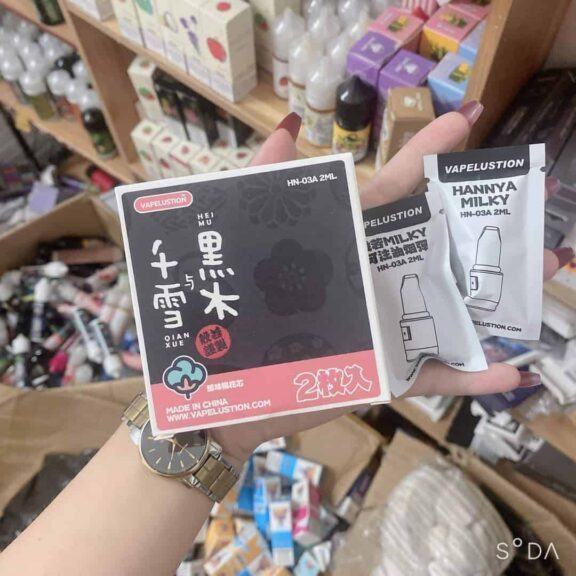 VAPELUSTION
HN-03A 2ML
HEI
MU
黑木
与
千雪
QIAN
XUE
2枚入
MADE IN CHINA
WWW.VAPELUSTION.COM
VAPELUSTION
MILKY
HN-03A 2ML
VAPELUSTION
HANNYA
MILKY
HN-03A 2ML
VAPELUSTION.COM
SODA